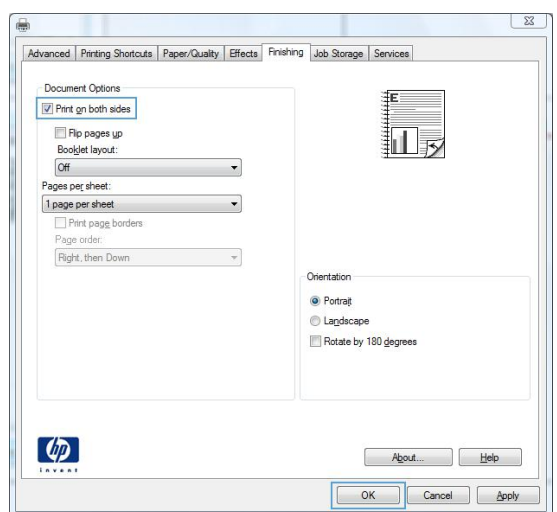 Advanced Printing Shortcuts Paper/Quality Effects Finishing Job Storage Services
Document Options
Print on both sides
Flip pages up
Booklet layout:
Off
Pages per sheet:
1 page per sheet
Print page borders
Page order:
Right, then Down
E
Orientation
Portrait
Landscape
Rotate by 180 degrees
hp
invent
About... Help
OK Cancel Apply